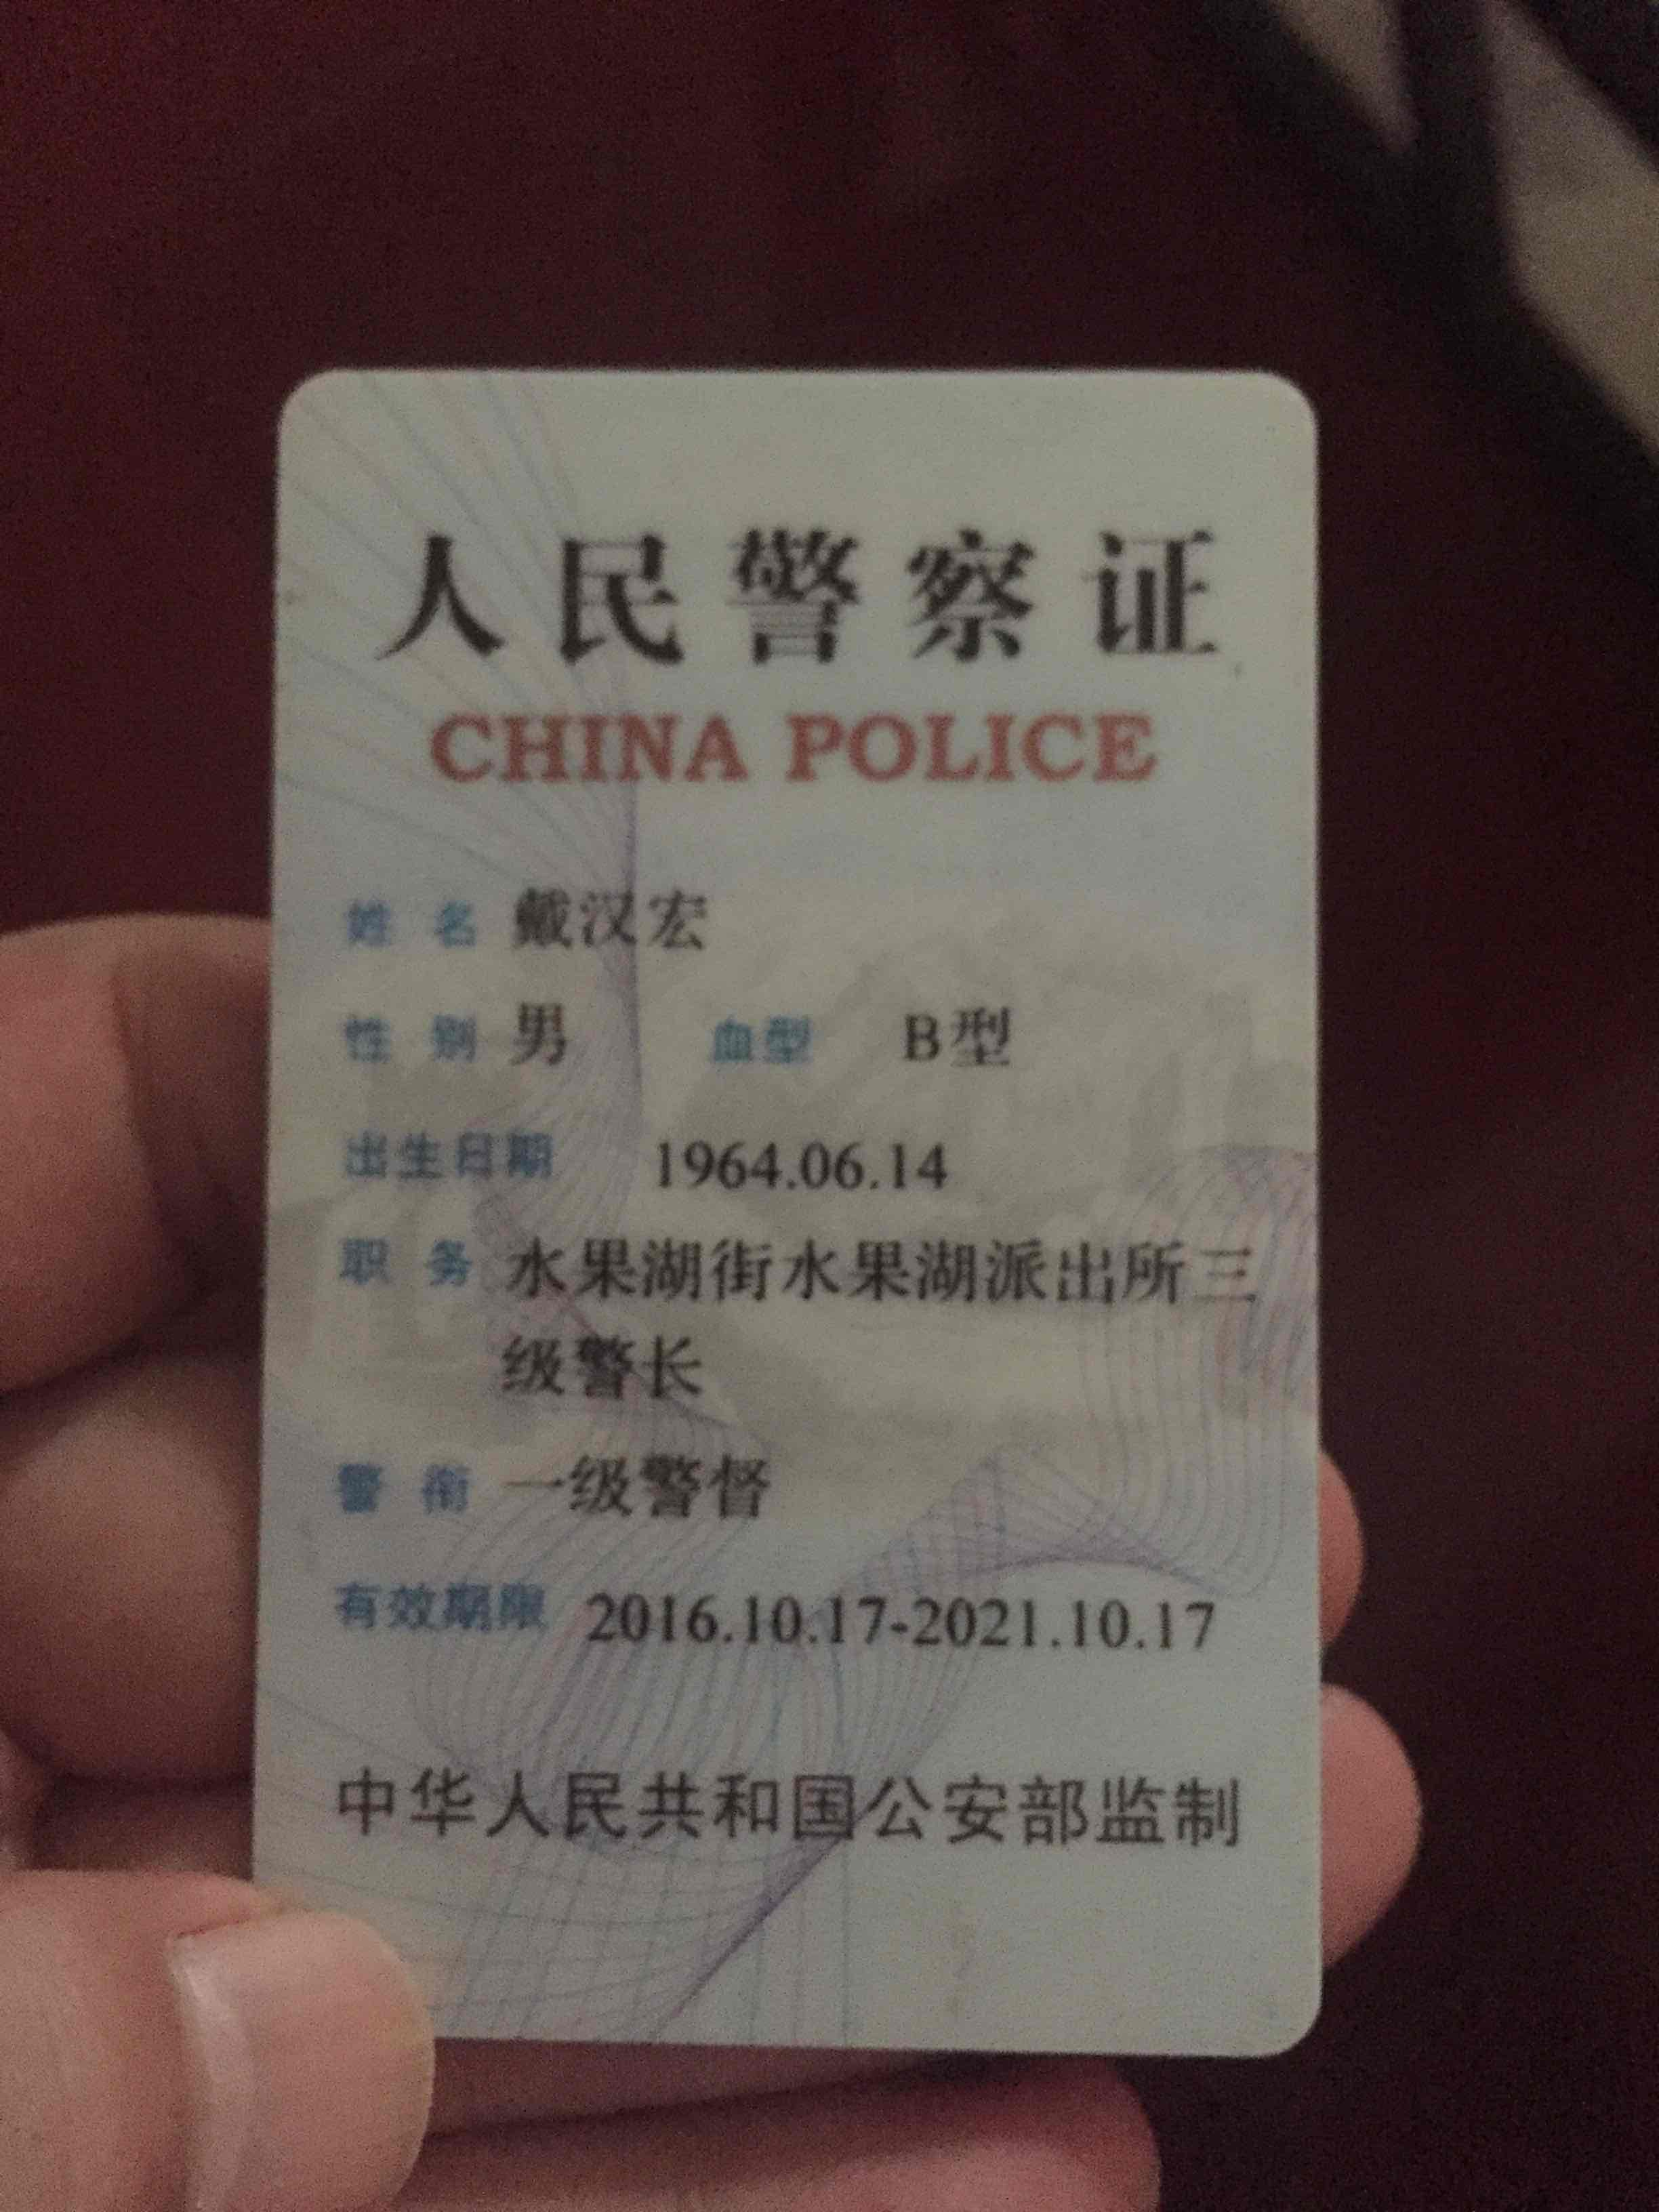 人民警察证
CHINA POLICE
姓名 戴汉宏
性别 男 血型 B型
出生日期 1964.06.14
职务 水果湖街水果湖派出所三
级警长
警衔 一级警督
有效期限 2016.10.17-2021.10.17
中华人民共和国公安部监制